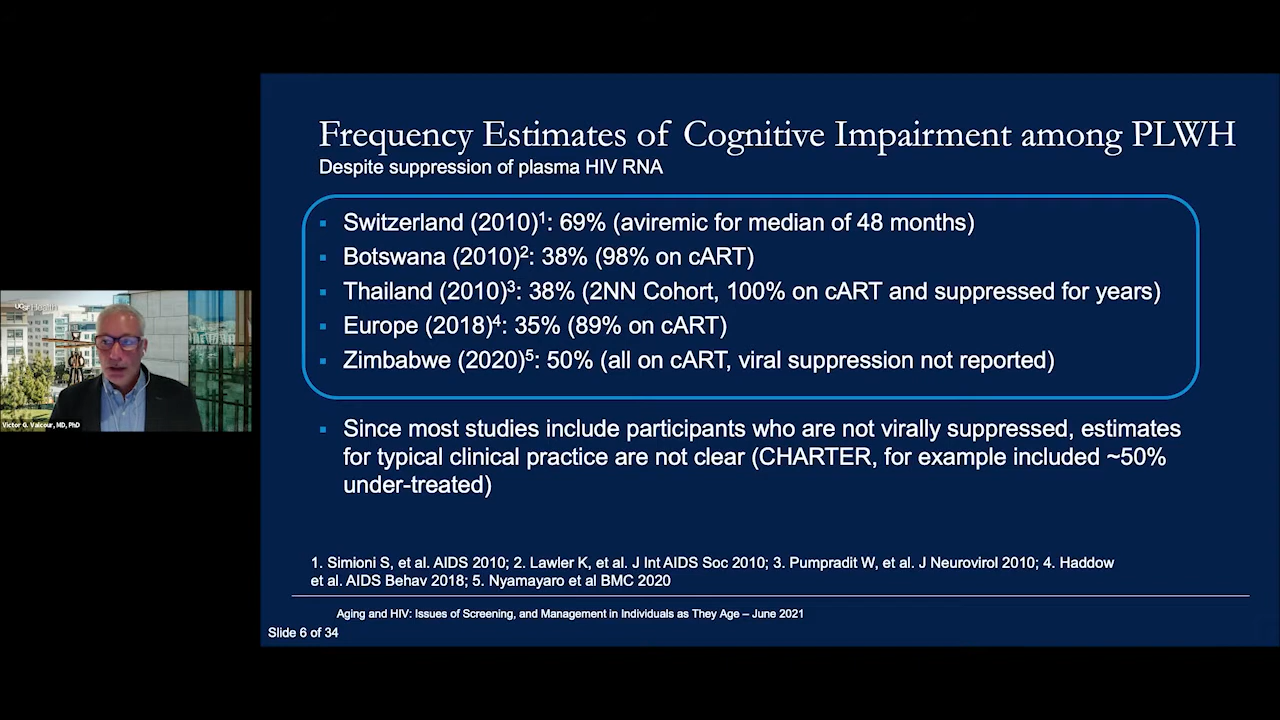 Frequency Estimates of Cognitive Impairment among PLWH
Despite suppression of plasma HIV RNA
▪ Switzerland (2010)¹: 69% (aviremic for median of 48 months)
▪ Botswana (2010)²: 38% (98% on cART)
▪ Thailand (2010)³: 38% (2NN Cohort, 100% on cART and suppressed for years)
▪ Europe (2018)⁴: 35% (89% on cART)
▪ Zimbabwe (2020)⁵: 50% (all on cART, viral suppression not reported)
▪ Since most studies include participants who are not virally suppressed, estimates
for typical clinical practice are not clear (CHARTER, for example included ~50%
under-treated)
1. Simioni S, et al. AIDS 2010; 2. Lawler K, et al. J Int AIDS Soc 2010; 3. Pumpradit W, et al. J Neurovirol 2010; 4. Haddow
et al. AIDS Behav 2018; 5. Nyamayaro et al BMC 2020
Aging and HIV: Issues of Screening, and Management in Individuals as They Age – June 2021
Slide 6 of 34
UCSF Health
Victor G. Valcour, MD, PhD